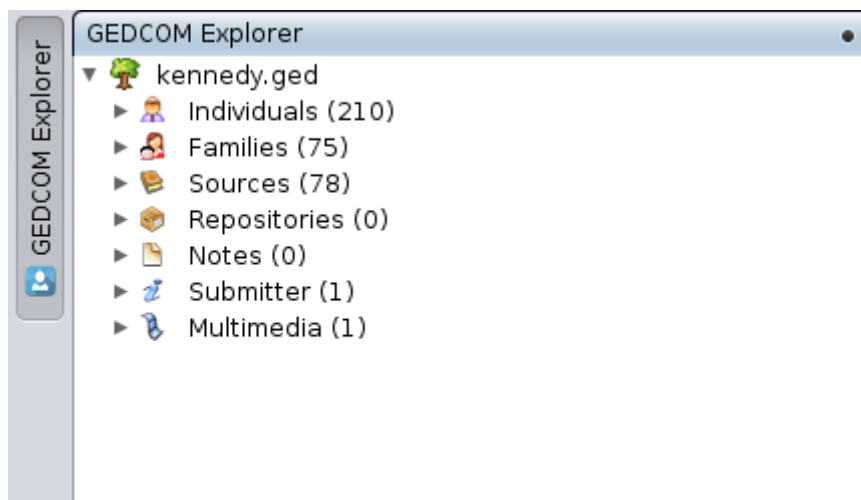 GEDCOM Explorer
GEDCOM Explorer
kennedy.ged
Individuals (210)
Families (75)
Sources (78)
Repositories (0)
Notes (0)
Submitter (1)
Multimedia (1)